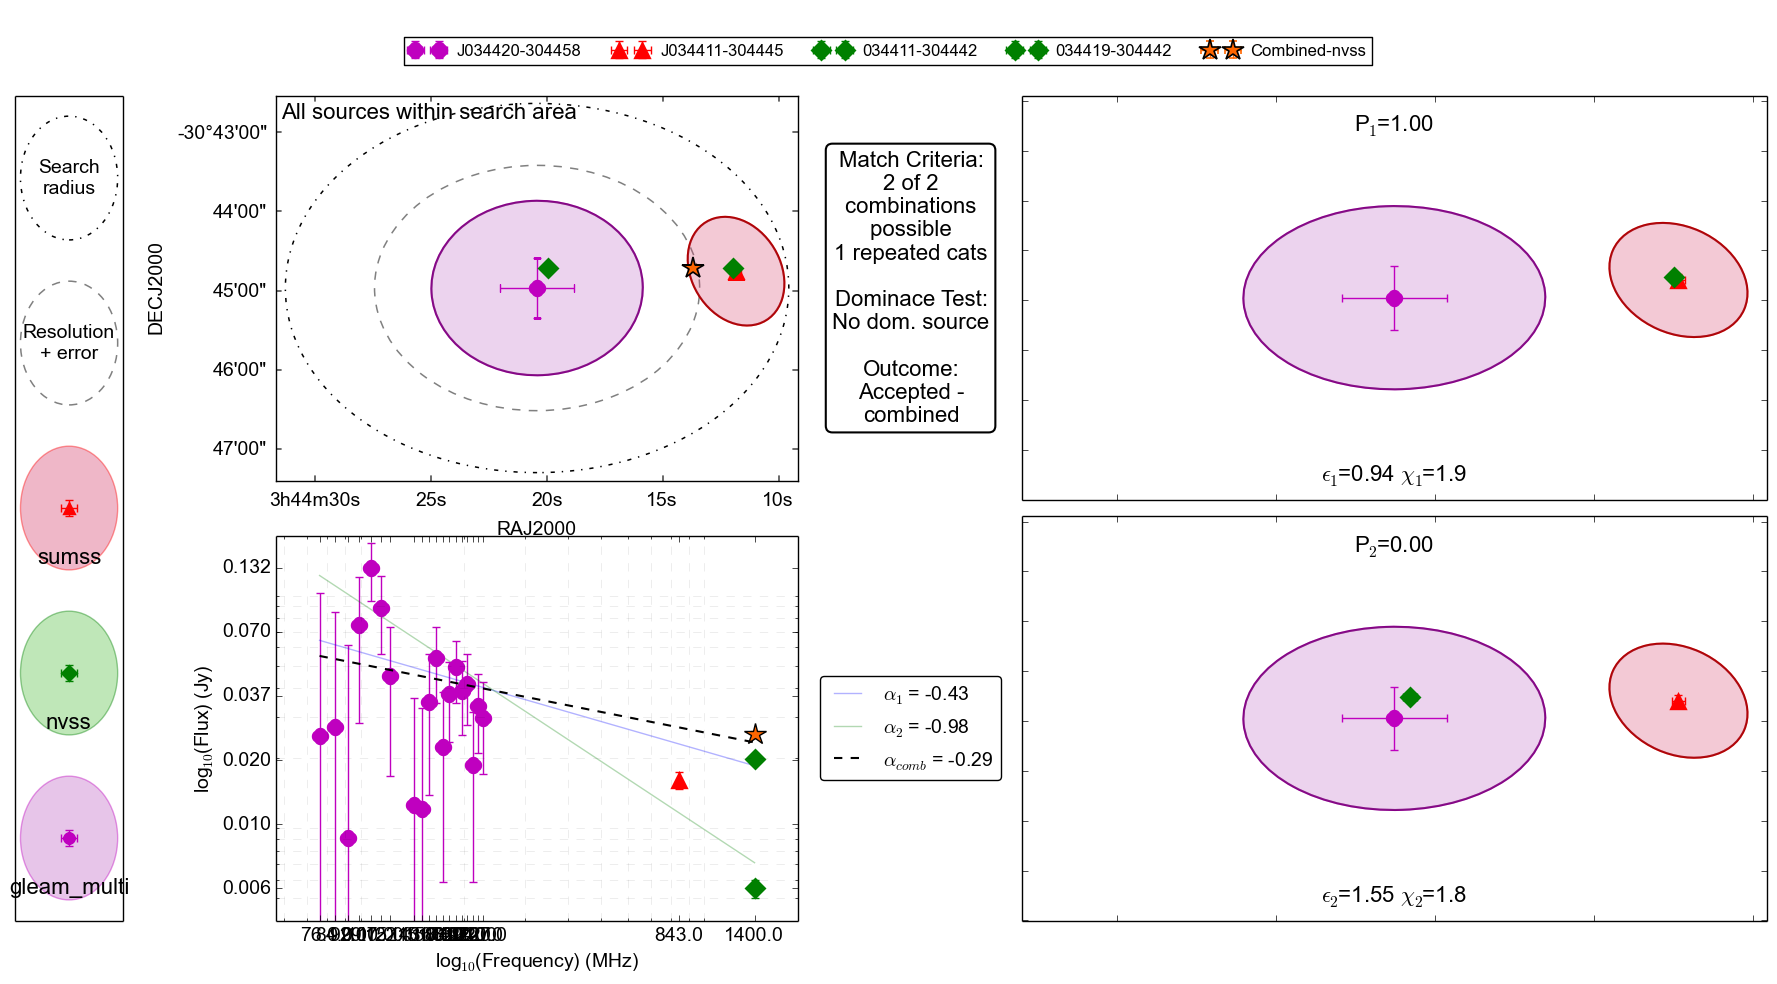 J034420-304458 J034411-304445 034411-304442 034419-304442 Combined-nvss
Search
radius
Resolution
+ error
sumss
nvss
gleam_multi
All sources within search area
-30°43'00"
44'00"
45'00"
46'00"
47'00"
DECJ2000
3h44m30s 25s 20s 15s 10s
RAJ2000
Match Criteria:
2 of 2
combinations
possible
1 repeated cats
Dominace Test:
No dom. source
Outcome:
Accepted -
combined
P1=1.00
ϵ1=0.94 χ1=1.9
P2=0.00
ϵ2=1.55 χ2=1.8
0.132
0.070
0.037
0.020
0.010
0.006
log10(Flux) (Jy)
843.0 1400.0
log10(Frequency) (MHz)
α1 = -0.43
α2 = -0.98
αcomb = -0.29